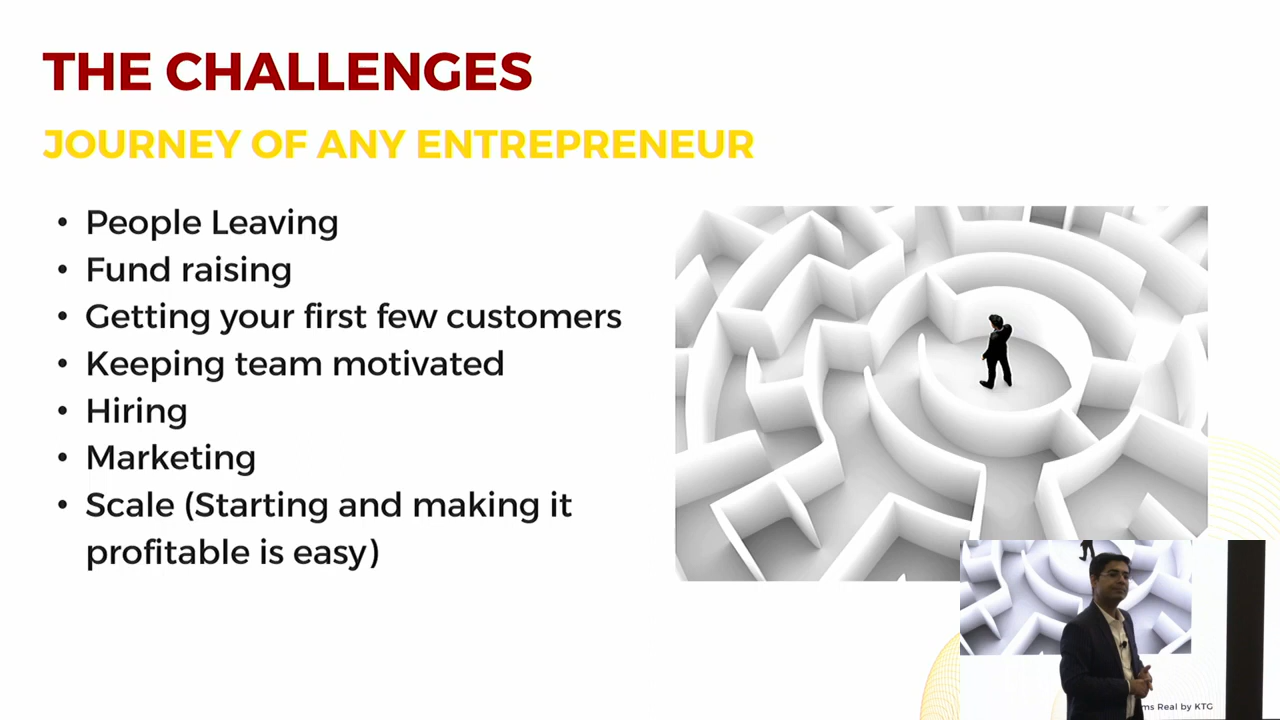 THE CHALLENGES
JOURNEY OF ANY ENTREPRENEUR
• People Leaving
• Fund raising
• Getting your first few customers
• Keeping team motivated
• Hiring
• Marketing
• Scale (Starting and making it
profitable is easy)
Real by KTG